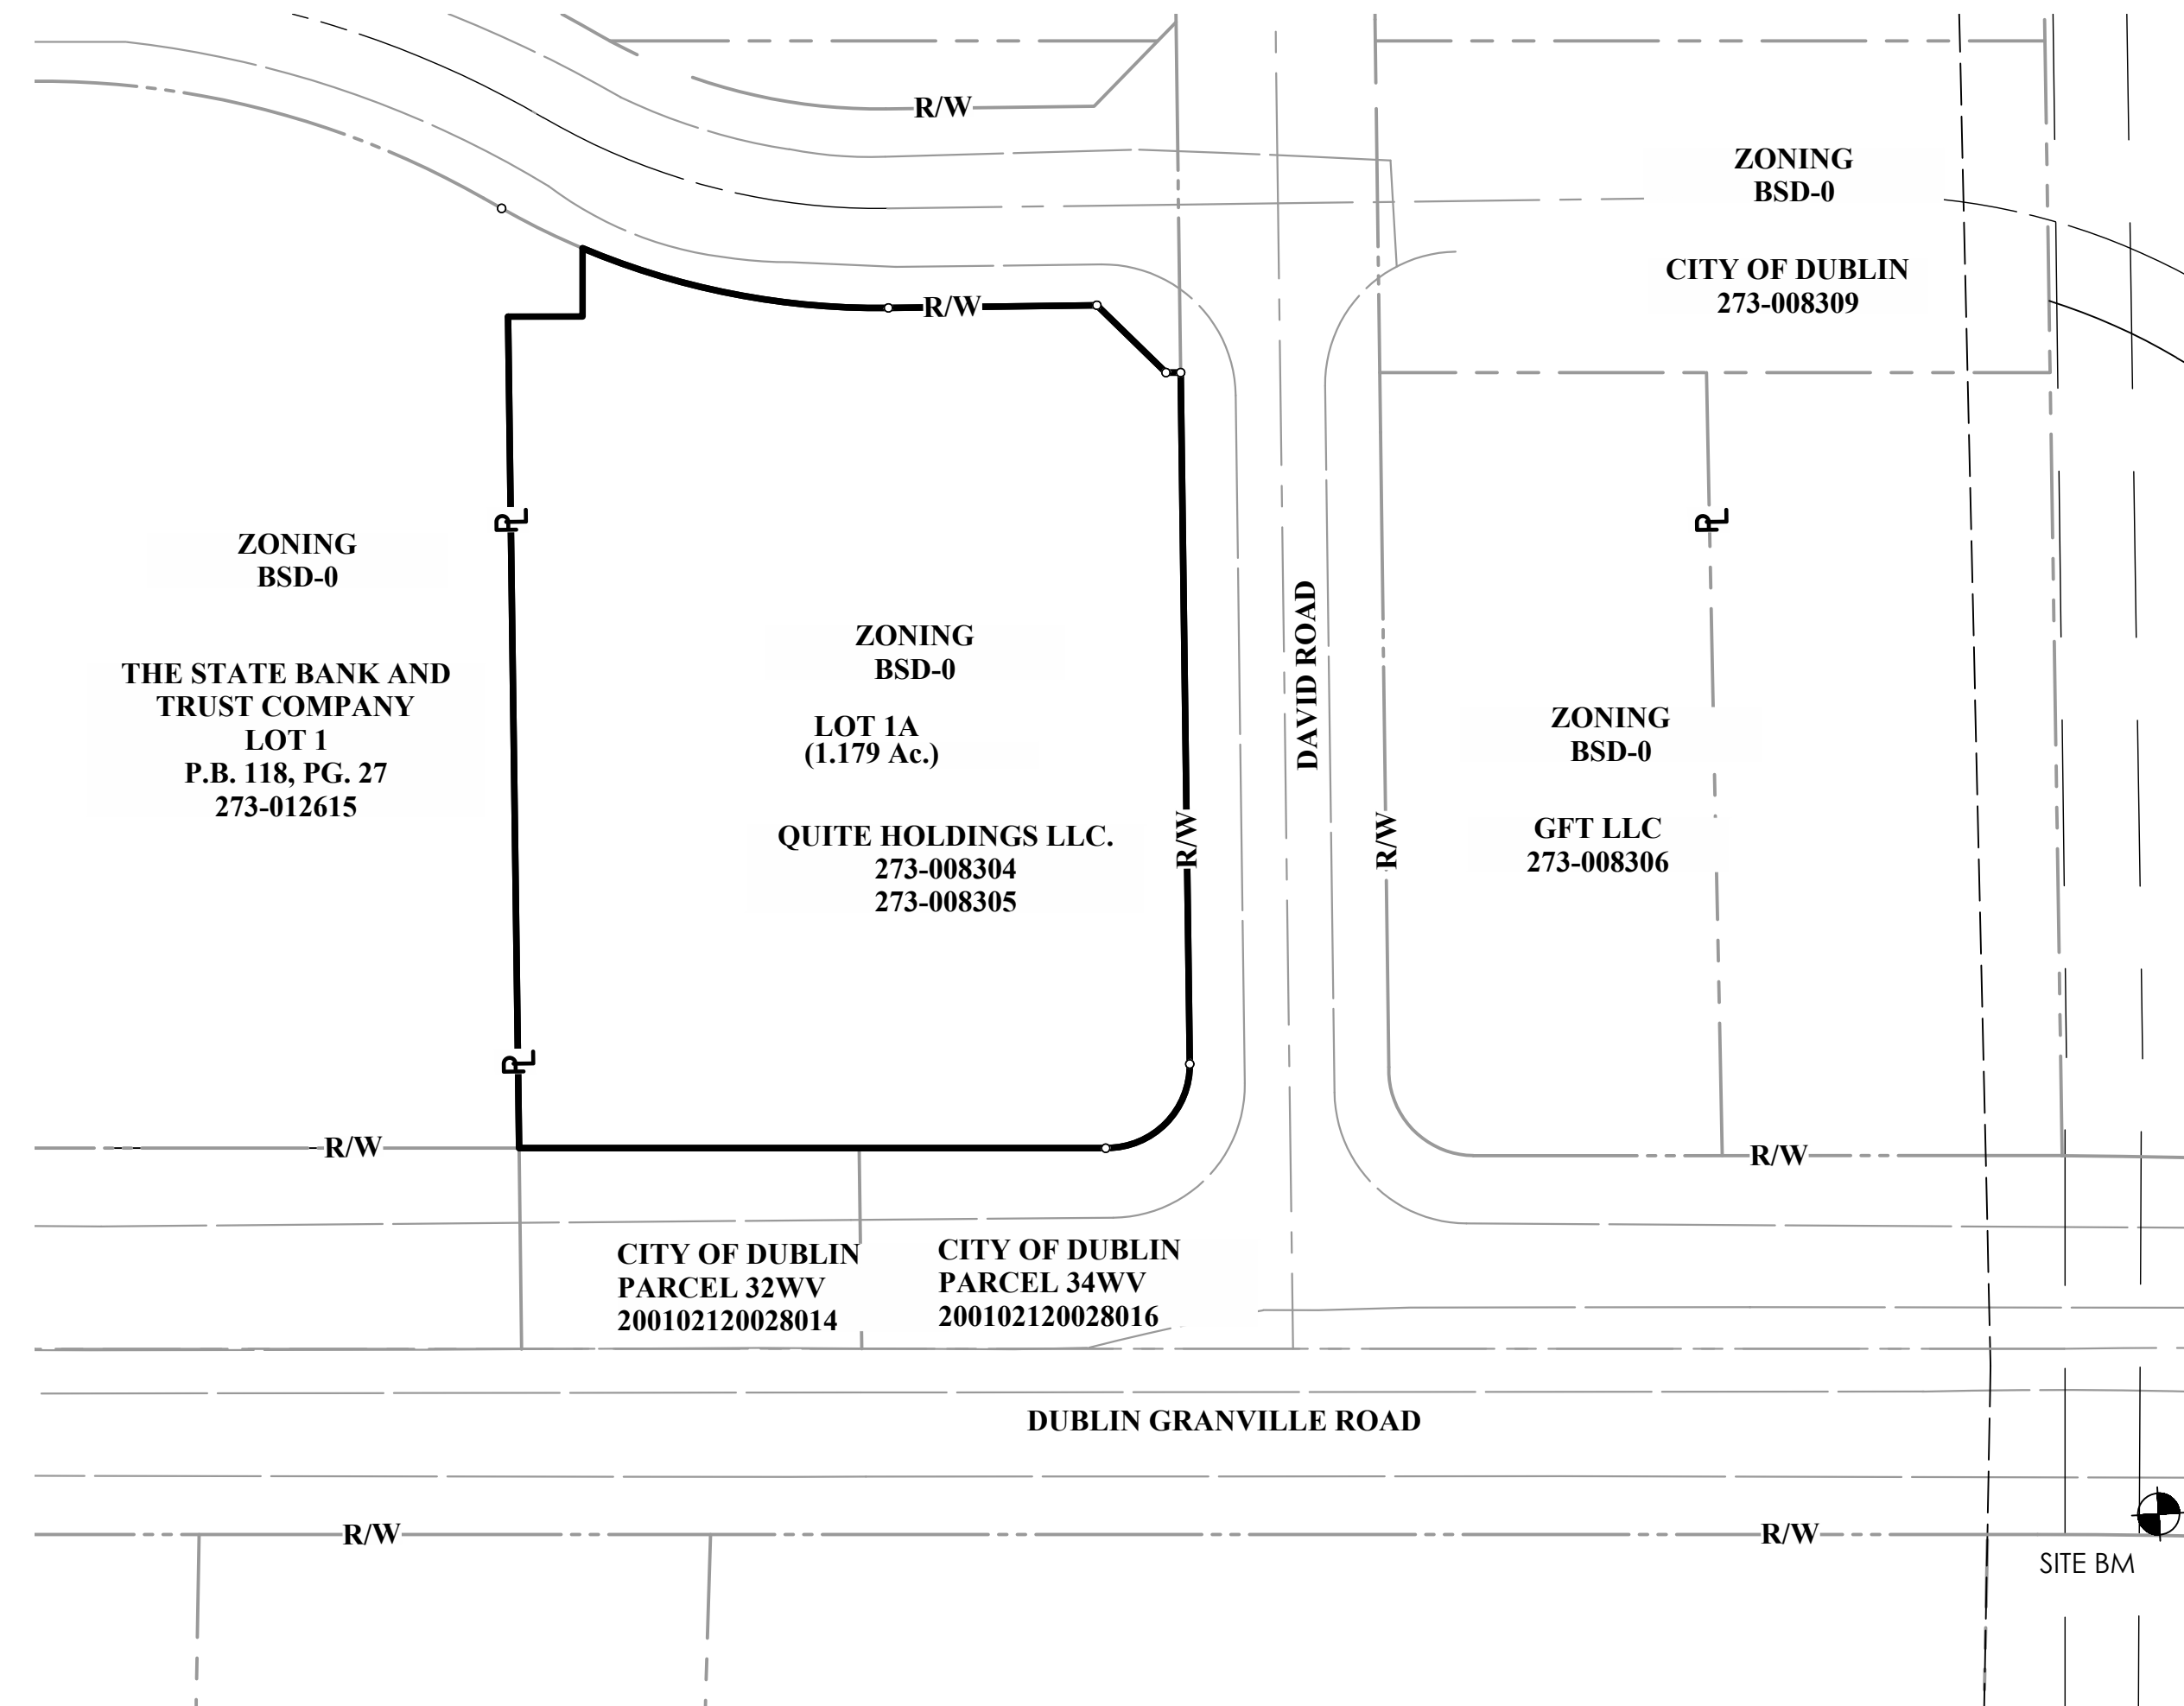 R/W
ZONING
BSD-0
CITY OF DUBLIN
273-008309
R/W
PL
PL
ZONING
BSD-0
THE STATE BANK AND
TRUST COMPANY
LOT 1
P.B. 118, PG. 27
273-012615
ZONING
BSD-0
LOT 1A
(1.179 Ac.)
QUITE HOLDINGS LLC.
273-008304
273-008305
R/W
DAVID ROAD
R/W
ZONING
BSD-0
GFT LLC
273-008306
PL
R/W
R/W
CITY OF DUBLIN
PARCEL 32WV
200102120028014
CITY OF DUBLIN
PARCEL 34WV
200102120028016
DUBLIN GRANVILLE ROAD
R/W
R/W
SITE BM